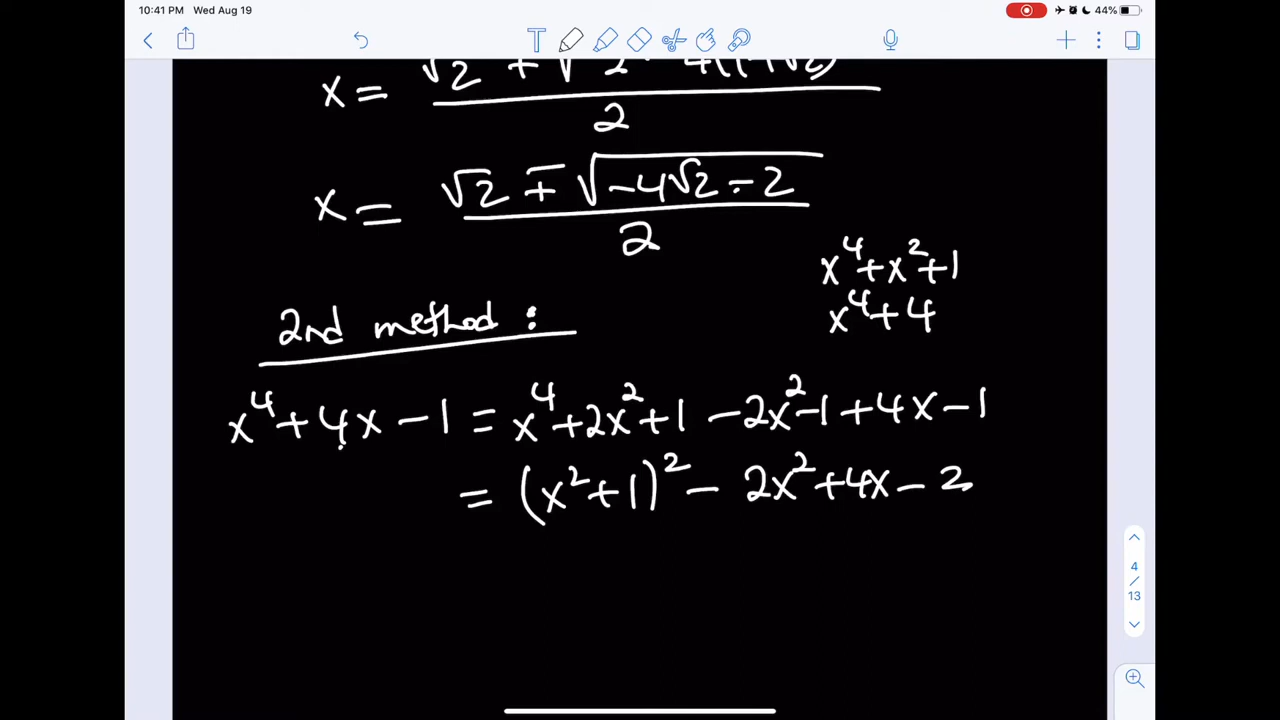 10:41 PM Wed Aug 19
44%
x = 2
x = √2 ∓ √-4√2-2 / 2
x⁴+x²+1
x⁴+4
2nd method :
x⁴+4x-1 = x⁴+2x²+1-2x²-1+4x-1
= (x²+1)²-2x²+4x-2
T
4
/
13